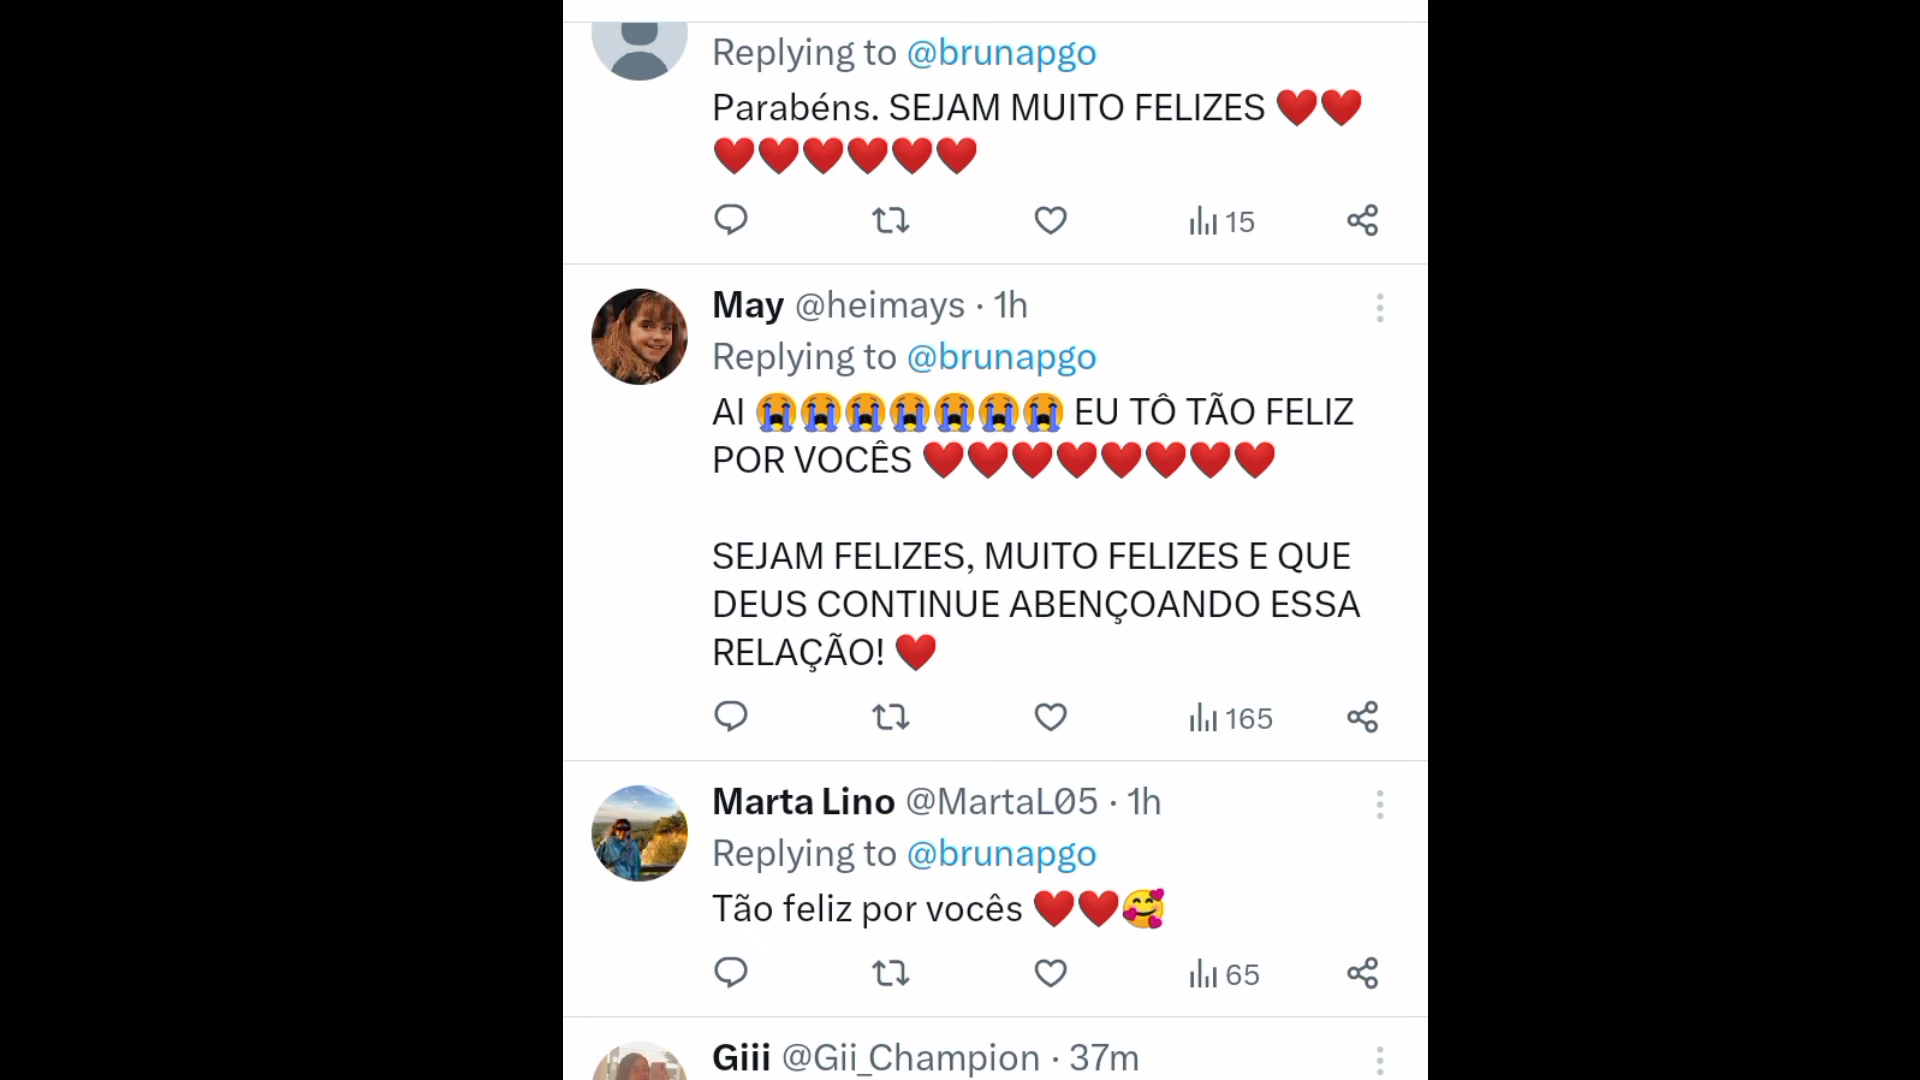 Replying to @brunapgo
Parabéns. SEJAM MUITO FELIZES ❤️❤️
❤️❤️❤️❤️❤️❤️
15
May @heimays · 1h
Replying to @brunapgo
AI 😭😭😭😭😭😭😭 EU TÔ TÃO FELIZ
POR VOCÊS ❤️❤️❤️❤️❤️❤️❤️❤️
SEJAM FELIZES, MUITO FELIZES E QUE
DEUS CONTINUE ABENÇOANDO ESSA
RELAÇÃO! ❤️
165
Marta Lino @MartaL05 · 1h
Replying to @brunapgo
Tão feliz por vocês ❤️❤️🥰
65
Giii @Gii_Champion · 37m